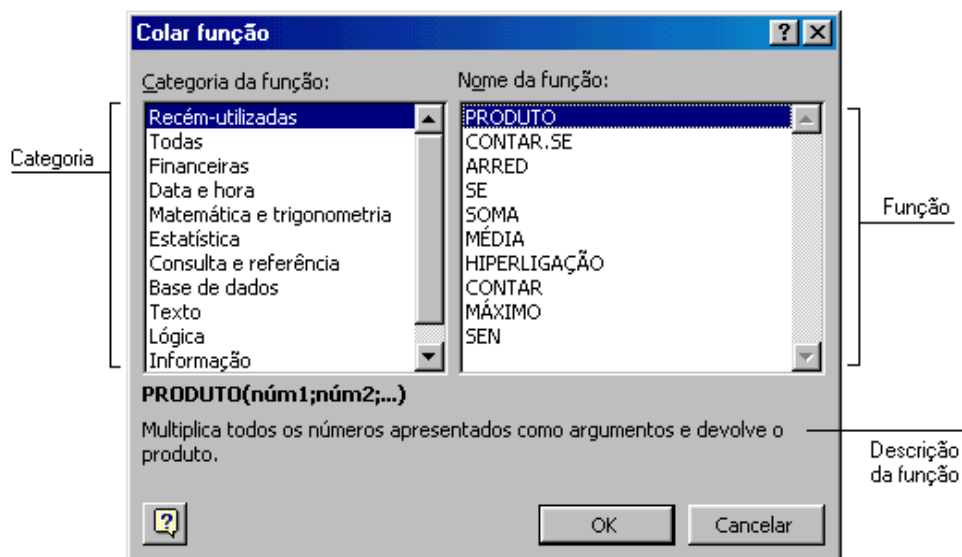 Colar função
Categoria da função:
Nome da função:
Categoria
Recém-utilizadas
Todas
Financeiras
Data e hora
Matemática e trigonometria
Estatística
Consulta e referência
Base de dados
Texto
Lógica
Informação
PRODUTO
CONTAR.SE
ARRED
SE
SOMA
MÉDIA
HIPERLIGAÇÃO
CONTAR
MÁXIMO
SEN
Função
PRODUTO(núm1;núm2;...)
Multiplica todos os números apresentados como argumentos e devolve o
produto.
Descrição
da função
OK
Cancelar